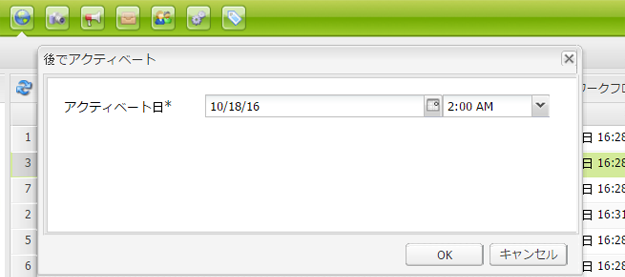 後でアクティベート
ワークフロ
アクティベート日* 10/18/16 2:00 AM
1 日 16:28
3 日 16:28
7 日 16:28
2 日 16:31
5 日 16:28
6 日 16:28
OK キャンセル